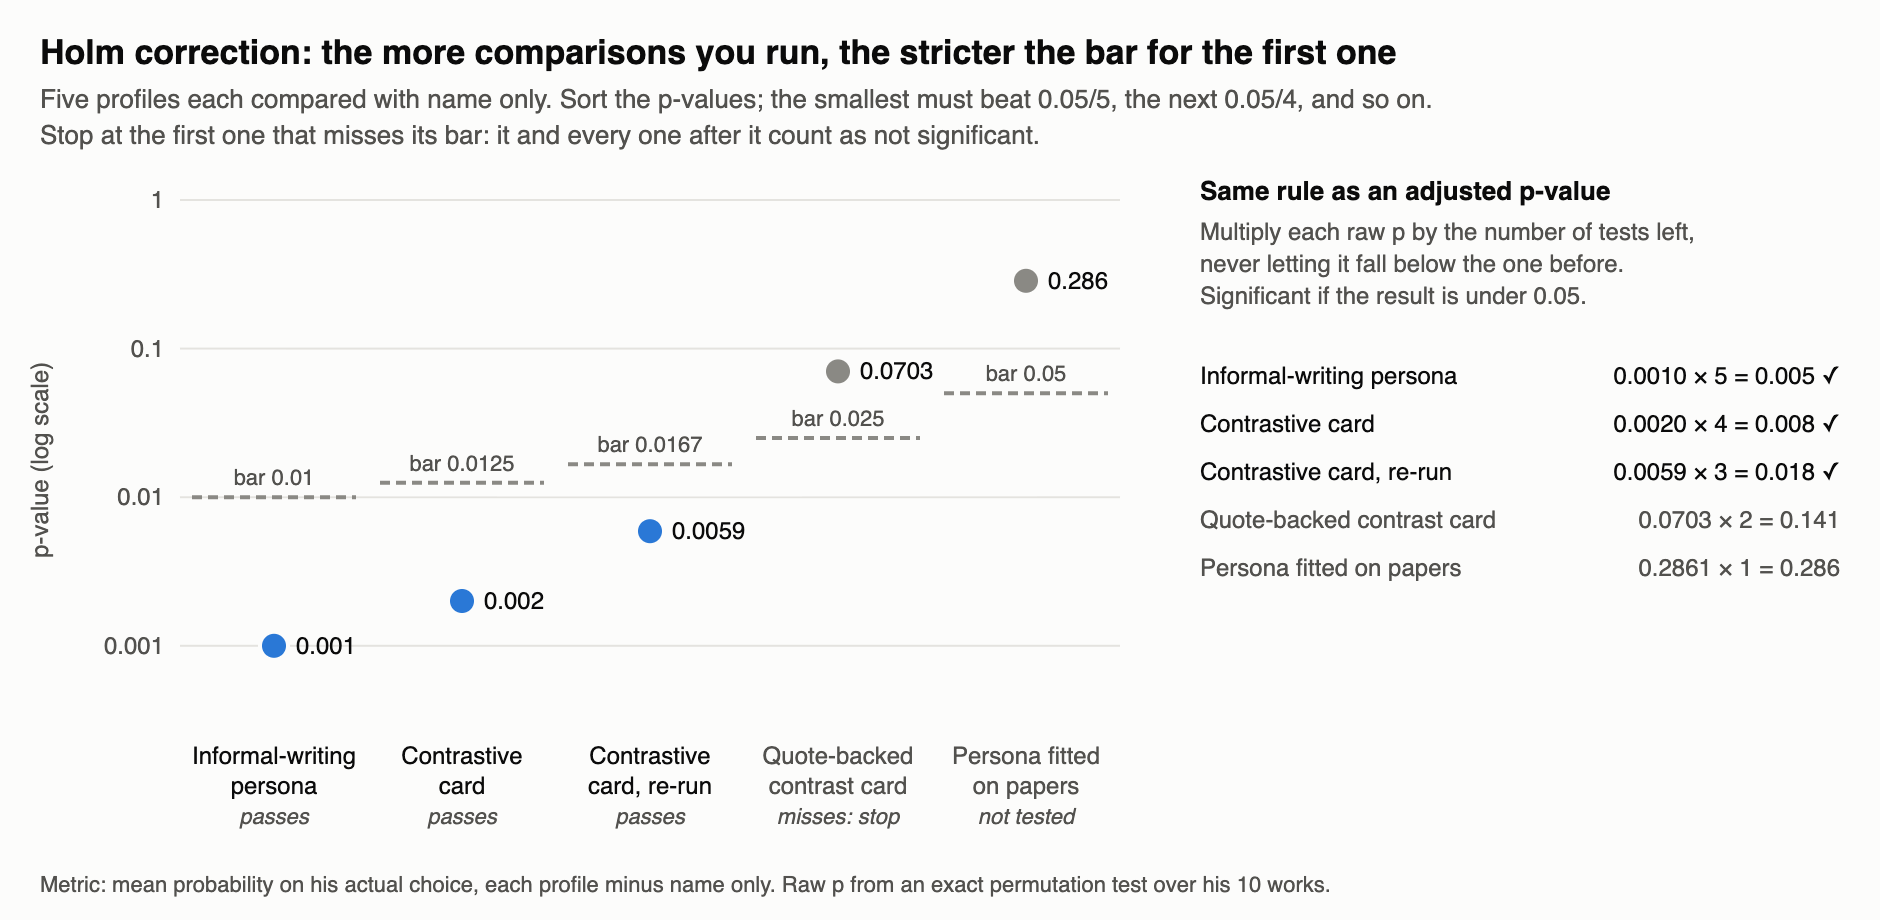 Holm correction: the more comparisons you run, the stricter the bar for the first one
Five profiles each compared with name only. Sort the p-values; the smallest must beat 0.05/5, the next 0.05/4, and so on.
Stop at the first one that misses its bar: it and every one after it count as not significant.
p-value (log scale)
1
0.1
0.01
0.001
bar 0.01
0.001
bar 0.0125
0.002
bar 0.0167
0.0059
0.0703
bar 0.025
0.286
bar 0.05
Informal-writing
persona
passes
Contrastive
card
passes
Contrastive
card, re-run
passes
Quote-backed
contrast card
misses: stop
Persona fitted
on papers
not tested
Same rule as an adjusted p-value
Multiply each raw p by the number of tests left,
never letting it fall below the one before.
Significant if the result is under 0.05.
Informal-writing persona 0.0010 × 5 = 0.005 ✓
Contrastive card 0.0020 × 4 = 0.008 ✓
Contrastive card, re-run 0.0059 × 3 = 0.018 ✓
Quote-backed contrast card 0.0703 × 2 = 0.141
Persona fitted on papers 0.2861 × 1 = 0.286
Metric: mean probability on his actual choice, each profile minus name only. Raw p from an exact permutation test over his 10 works.